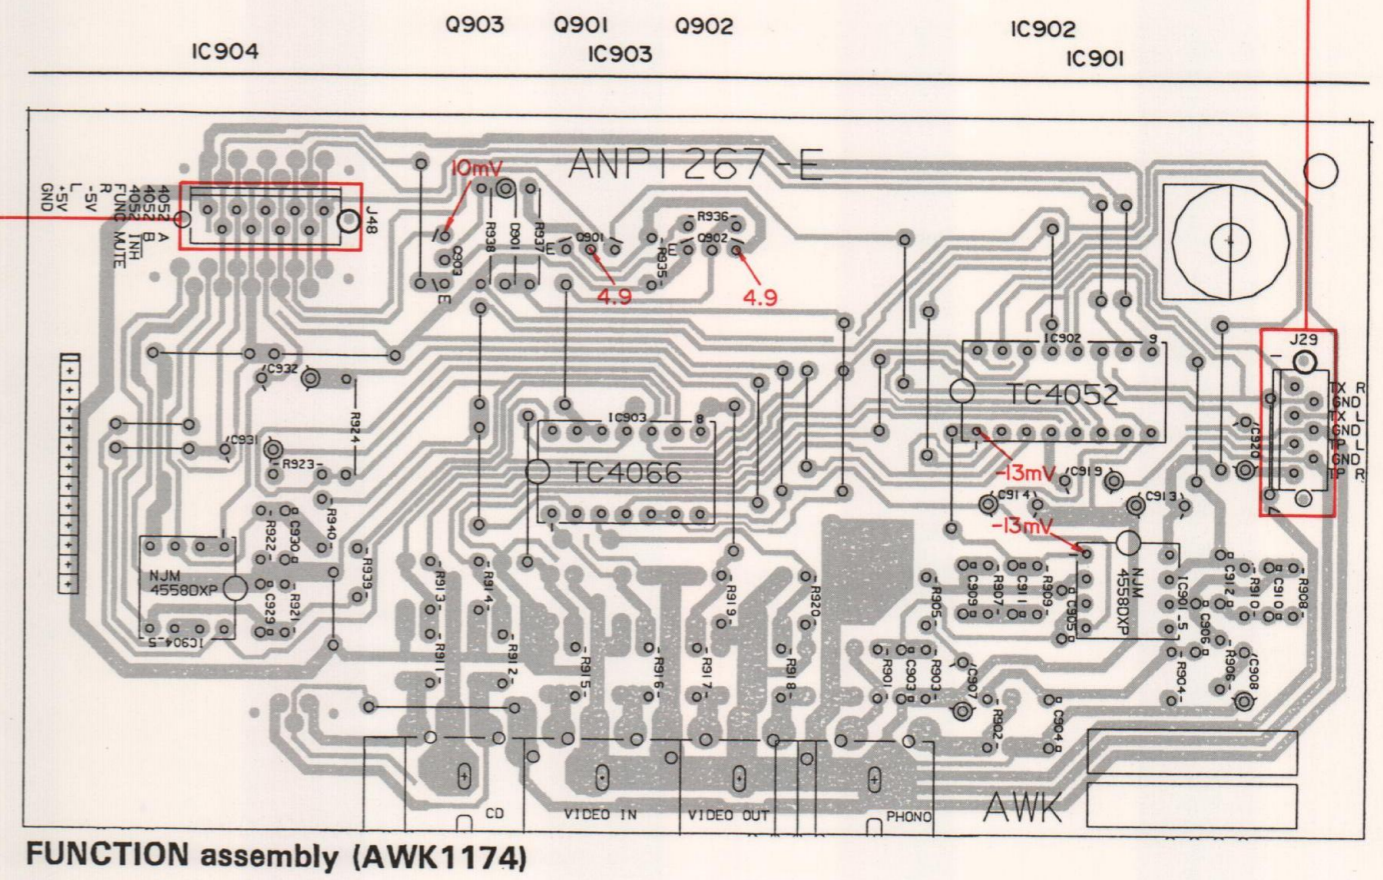 Q903 Q901 Q902 IC902
IC904 IC903 IC901
ANP1267-E
10mV
4052 A
4052 B
4052 INH
FUNC MUTE
R
-5V
L
+5V
GND
J48
R938
D901
R937
Q901
E
R936
Q902
E
R935
Q903
E
4.9
4.9
J29
TX R
GND
TX L
GND
TP L
GND
TP R
IC902 9
TC4052
C932
R924
C931
R923
IC903 8
TC4066
C920
-13mV
C919
C914
C913
-13mV
R922
C930
R940
R939
NJM
4558DXP
C929
R921
IC904-5
R913
R914
R919
R920
R905
C909
R907
C911
R909
C905
NJM
4558DXP
IC901-5
C912
R910
C910
R908
C906
R911
R912
R915
R916
R917
R918
R901
C903
R903
C907
R902
C904
R904
R906
C908
CD
VIDEO IN
VIDEO OUT
PHONO
AWK
FUNCTION assembly (AWK1174)